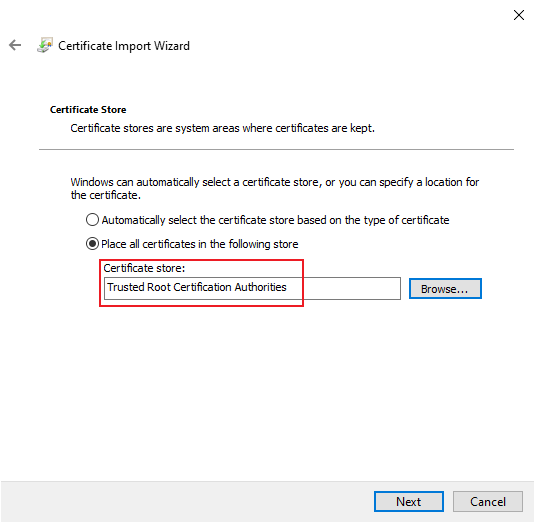 Certificate Import Wizard
Certificate Store
Certificate stores are system areas where certificates are kept.
Windows can automatically select a certificate store, or you can specify a location for
the certificate.
Automatically select the certificate store based on the type of certificate
Place all certificates in the following store
Certificate store:
Trusted Root Certification Authorities
Browse...
Next
Cancel